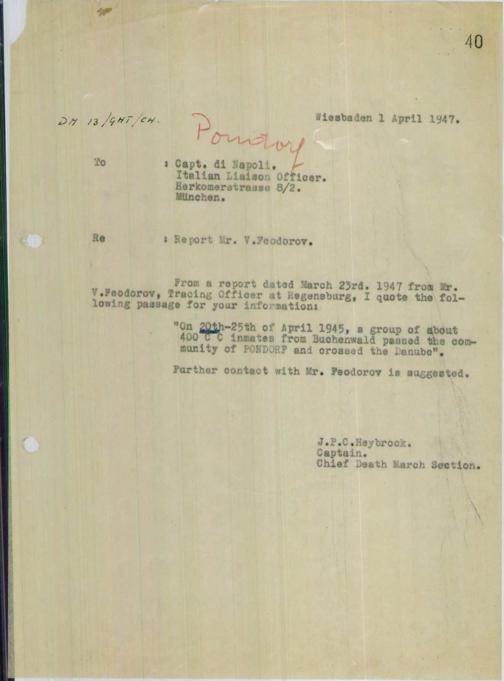 40
DM 13/GMT/CH.
Wiesbaden 1 April 1947.
Pondorf
To : Capt. di Napoli.
Italian Liaison Officer.
Herkomerstrasse 8/2.
München.
Re : Report Mr. V.Feodorov.
From a report dated March 23rd. 1947 from Mr.
V.Feodorov, Tracing Officer at Regensburg, I quote the fol-
lowing passage for your information:
"On 20th-25th of April 1945, a group of about
400 C C inmates from Buchenwald passed the com-
munity of PONDORF and crossed the Danube".
Further contact with Mr. Feodorov is suggested.
J.P.C.Heybrock.
Captain.
Chief Death March Section.